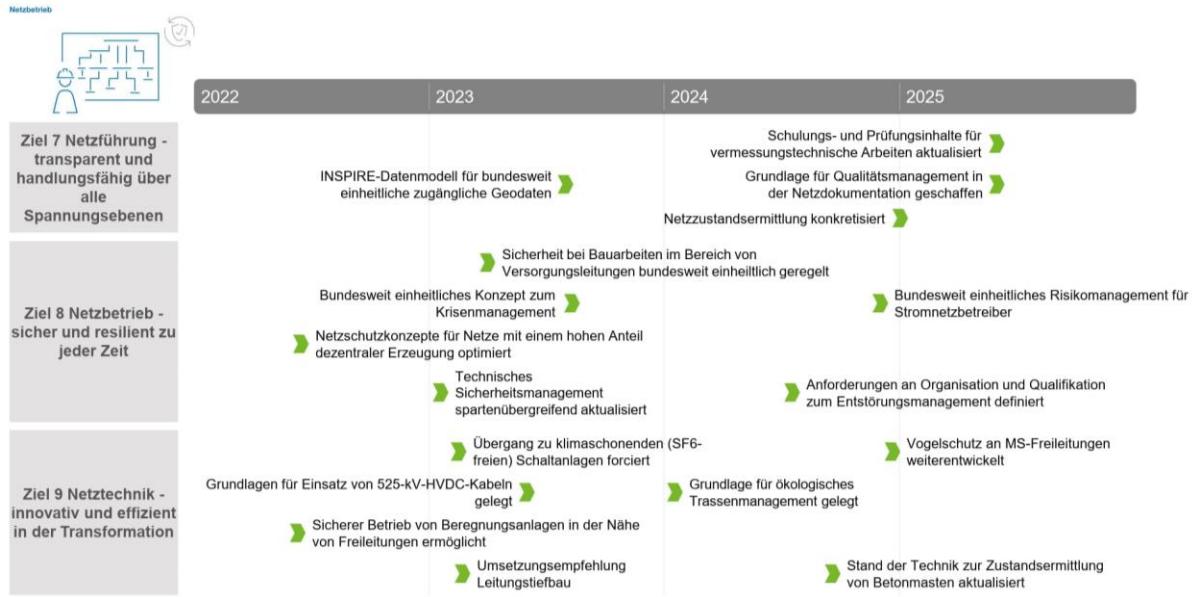 Netzbetrieb
2022
2023
2024
2025
Ziel 7 Netzführung -
transparent und
handlungsfähig über
alle
Spannungsebenen
Schulungs- und Prüfungsinhalte für
vermessungstechnische Arbeiten aktualisiert
INSPIRE-Datenmodell für bundesweit
einheitliche zugängliche Geodaten
Grundlage für Qualitätsmanagement in
der Netzdokumentation geschaffen
Netzzustandsermittlung konkretisiert
Ziel 8 Netzbetrieb -
sicher und resilient zu
jeder Zeit
Sicherheit bei Bauarbeiten im Bereich von
Versorgungsleitungen bundesweit einheiltlich geregelt
Bundesweit einheitliches Konzept zum
Krisenmanagement
Bundesweit einheitliches Risikomanagement für
Stromnetzbetreiber
Netzschutzkonzepte für Netze mit einem hohen Anteil
dezentraler Erzeugung optimiert
Technisches
Sicherheitsmanagement
spartenübergreifend aktualisiert
Anforderungen an Organisation und Qualifikation
zum Entstörungsmanagement definiert
Ziel 9 Netztechnik -
innovativ und effizient
in der Transformation
Übergang zu klimaschonenden (SF6-
freien) Schaltanlagen forciert
Vogelschutz an MS-Freileitungen
weiterentwickelt
Grundlagen für Einsatz von 525-kV-HVDC-Kabeln
gelegt
Grundlage für ökologisches
Trassenmanagement gelegt
Sicherer Betrieb von Beregnungsanlagen in der Nähe
von Freileitungen ermöglicht
Umsetzungsempfehlung
Leitungstiefbau
Stand der Technik zur Zustandsermittlung
von Betonmasten aktualisiert